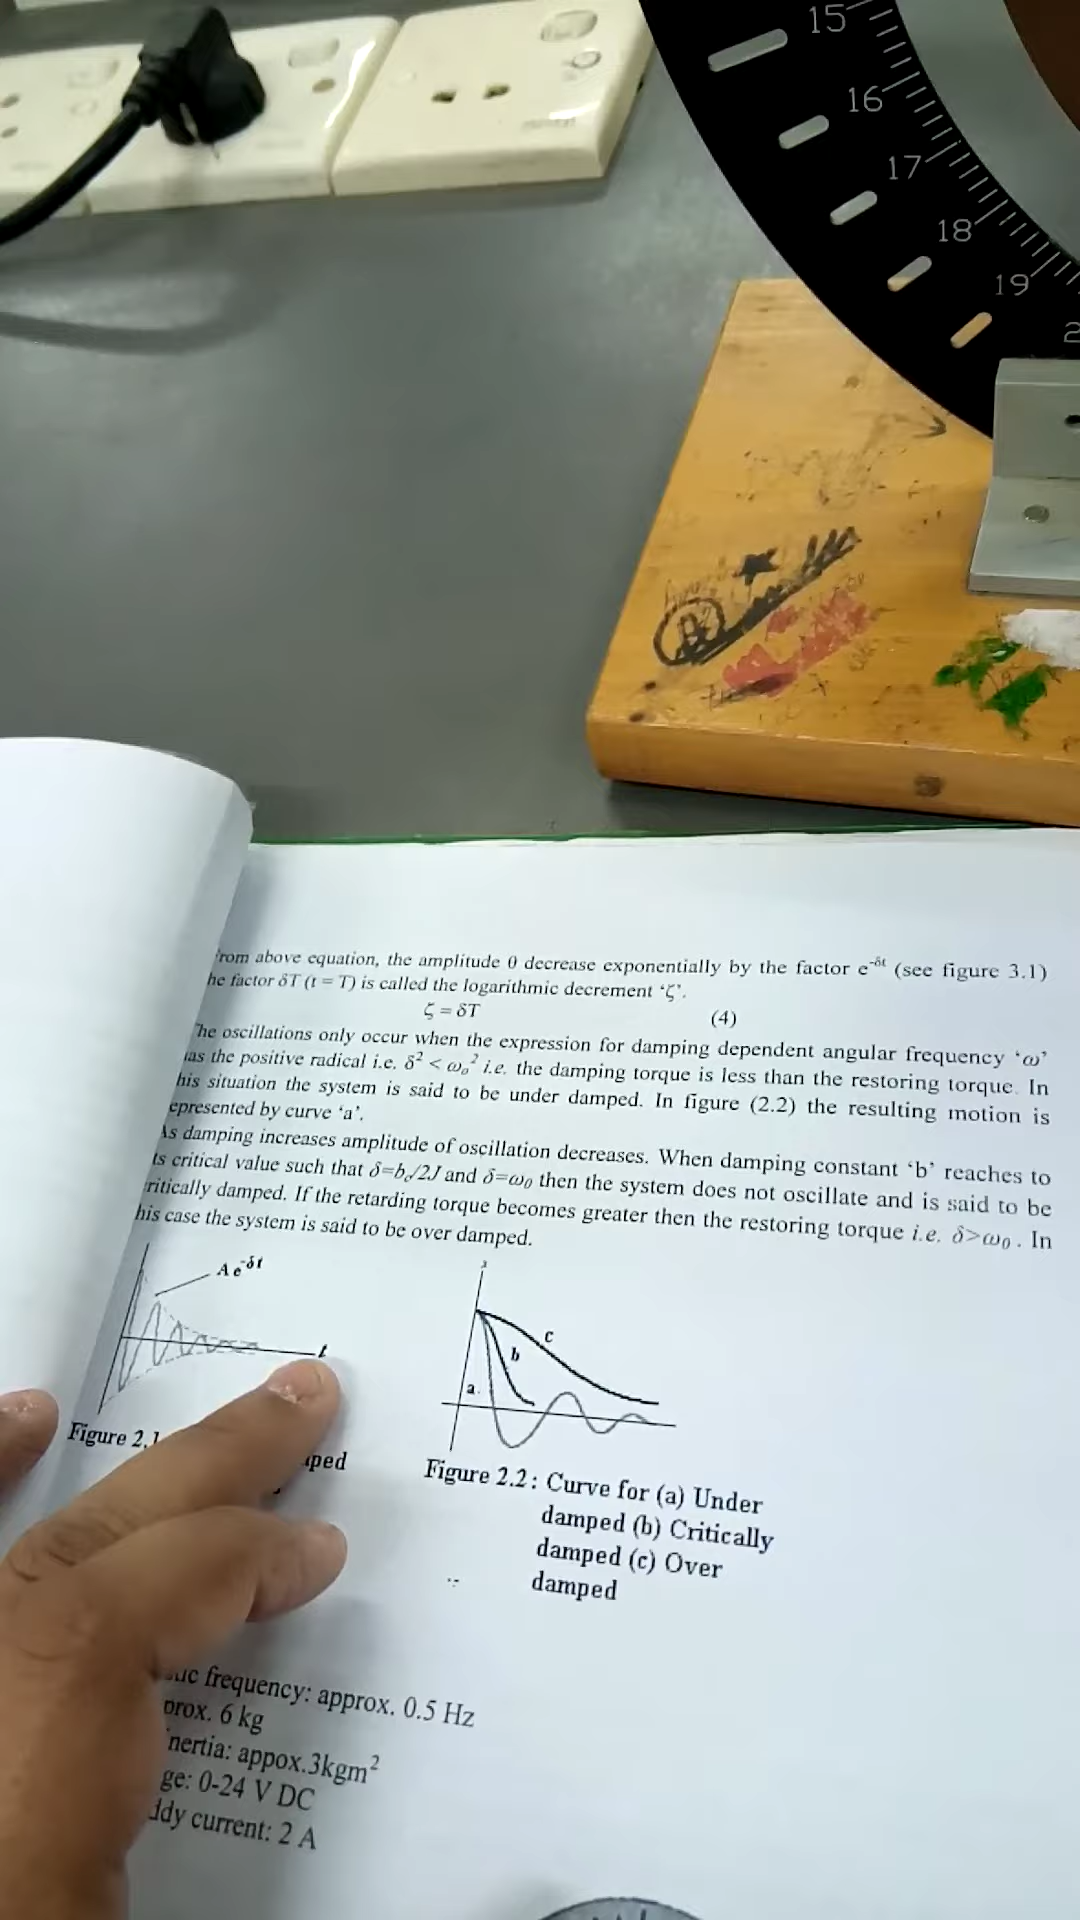 15
16
17
18
19
2
B
rom above equation, the amplitude θ decrease exponentially by the factor e^-δt (see figure 3.1)
he factor δT (t = T) is called the logarithmic decrement ‘ζ’.
ζ = δT (4)
he oscillations only occur when the expression for damping dependent angular frequency ‘ω’
as the positive radical i.e. δ² < ωₒ² i.e. the damping torque is less than the restoring torque. In
his situation the system is said to be under damped. In figure (2.2) the resulting motion is
epresented by curve ‘a’.
As damping increases amplitude of oscillation decreases. When damping constant ‘b’ reaches to
ts critical value such that δ=b/2J and δ=ω₀ then the system does not oscillate and is said to be
ritically damped. If the retarding torque becomes greater then the restoring torque i.e. δ>ω₀. In
his case the system is said to be over damped.
A e^-δt
t
c
b
a
Figure 2.1
mped
Figure 2.2: Curve for (a) Under
damped (b) Critically
damped (c) Over
damped
frequency: approx. 0.5 Hz
prox. 6 kg
nertia: appox.3kgm²
ge: 0-24 V DC
ddy current: 2 A